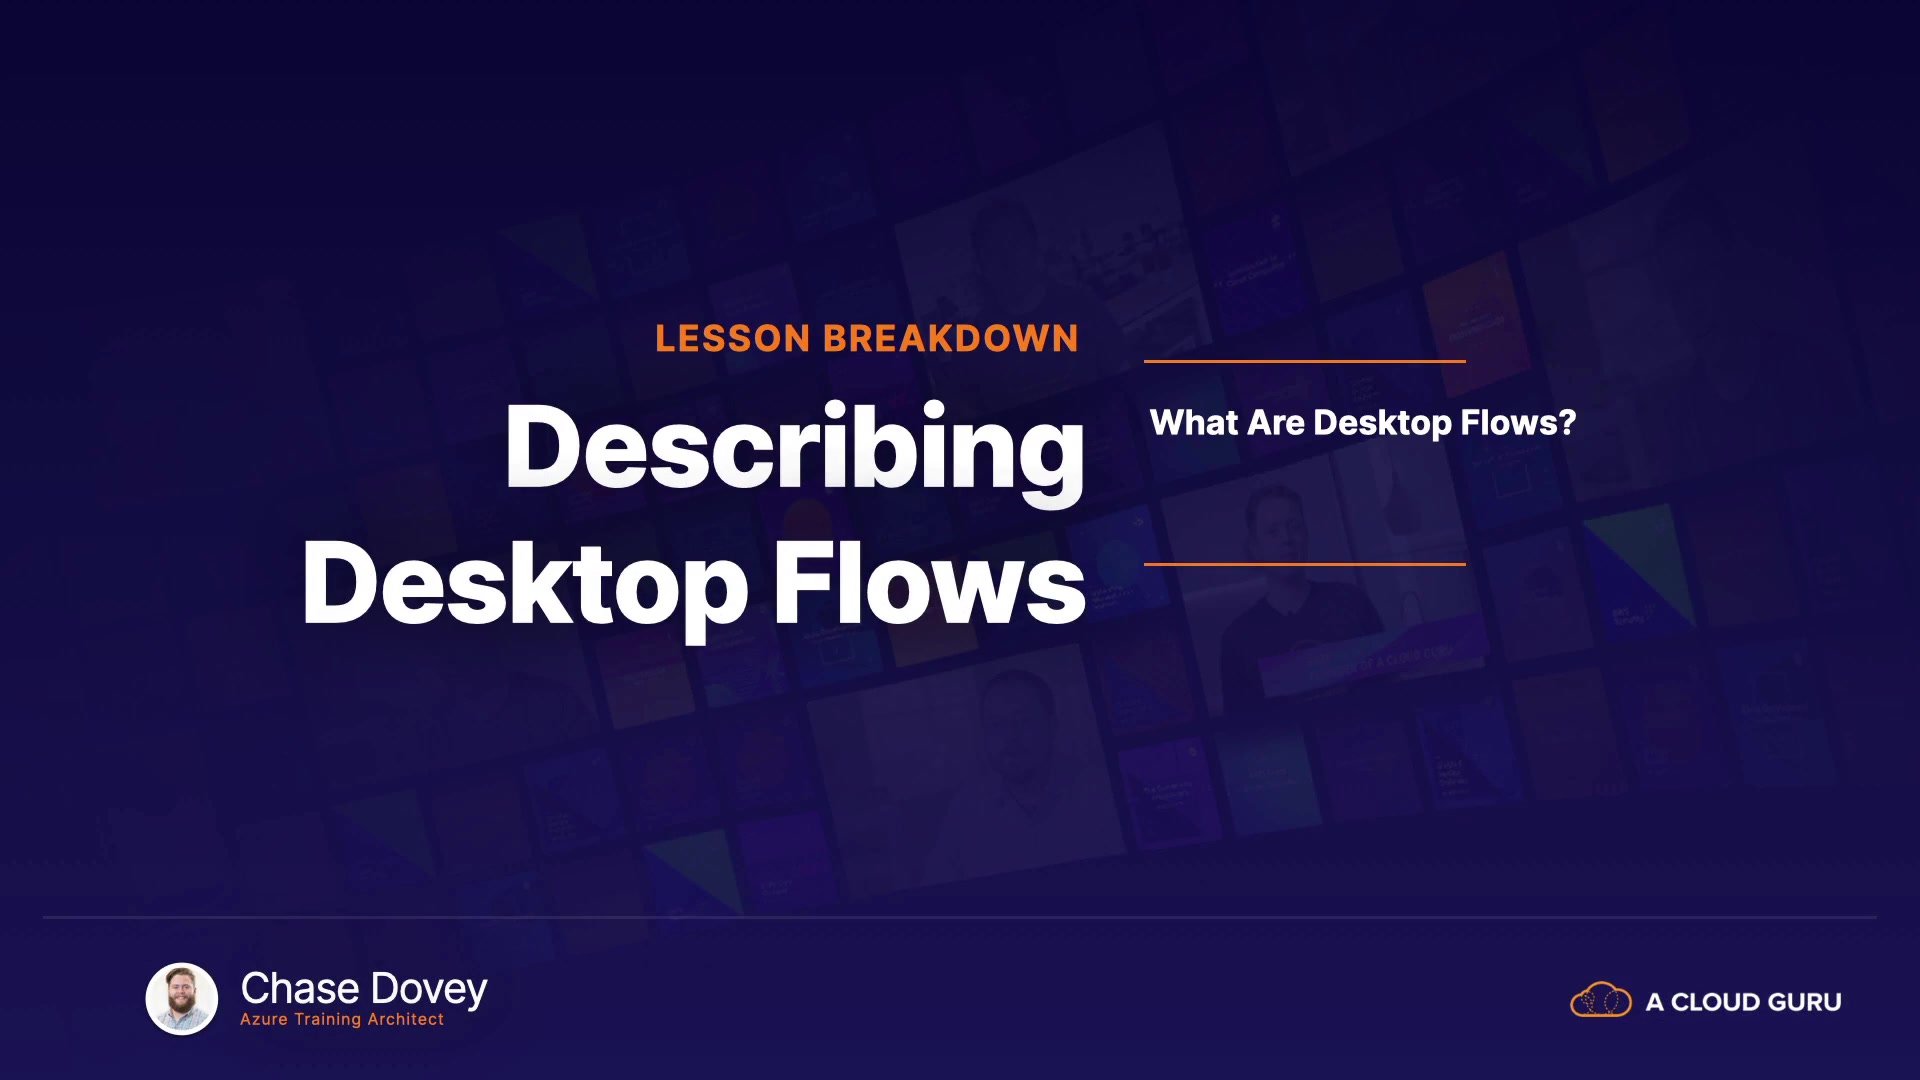 LESSON BREAKDOWN
Describing
Desktop Flows
What Are Desktop Flows?
Chase Dovey
Azure Training Architect
A CLOUD GURU